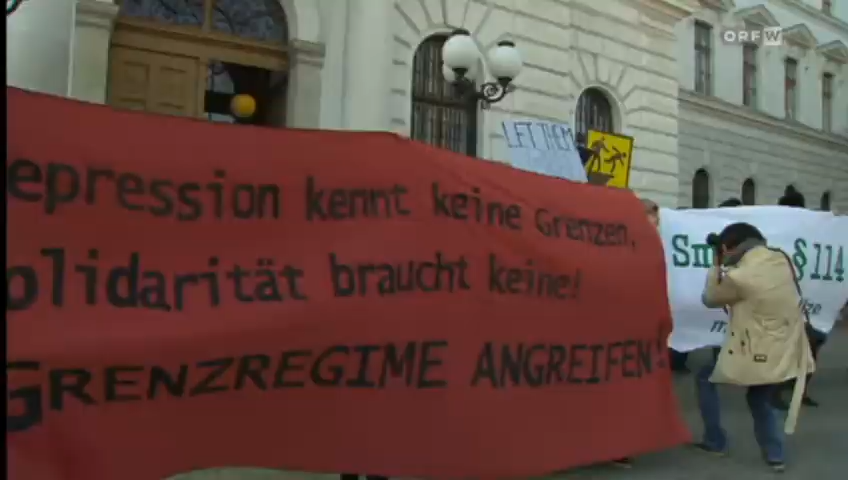 ORF W
LET THEM
epression kennt keine Grenzen,
olidarität braucht keine!
GRENZREGIME ANGREIFEN!
§ 114